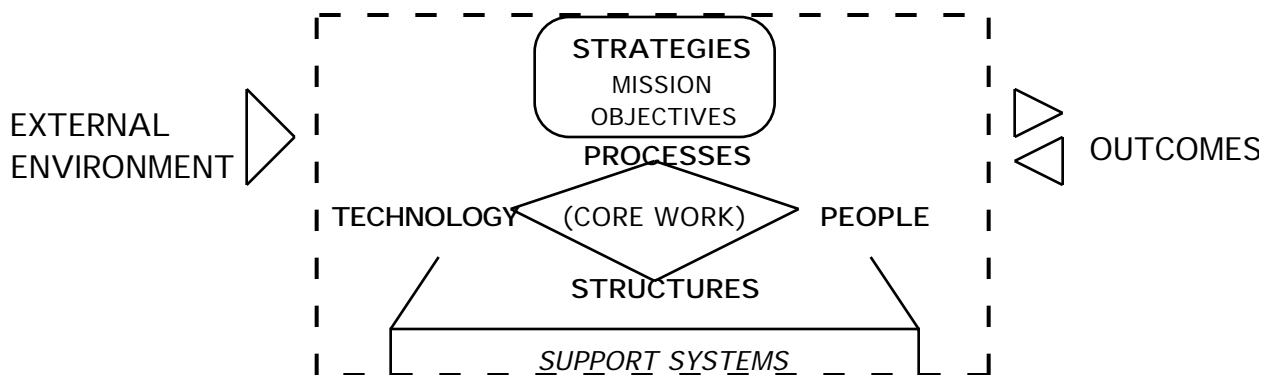 STRATEGIES
MISSION
OBJECTIVES
EXTERNAL
ENVIRONMENT
OUTCOMES
PROCESSES
TECHNOLOGY
(CORE WORK)
PEOPLE
STRUCTURES
SUPPORT SYSTEMS